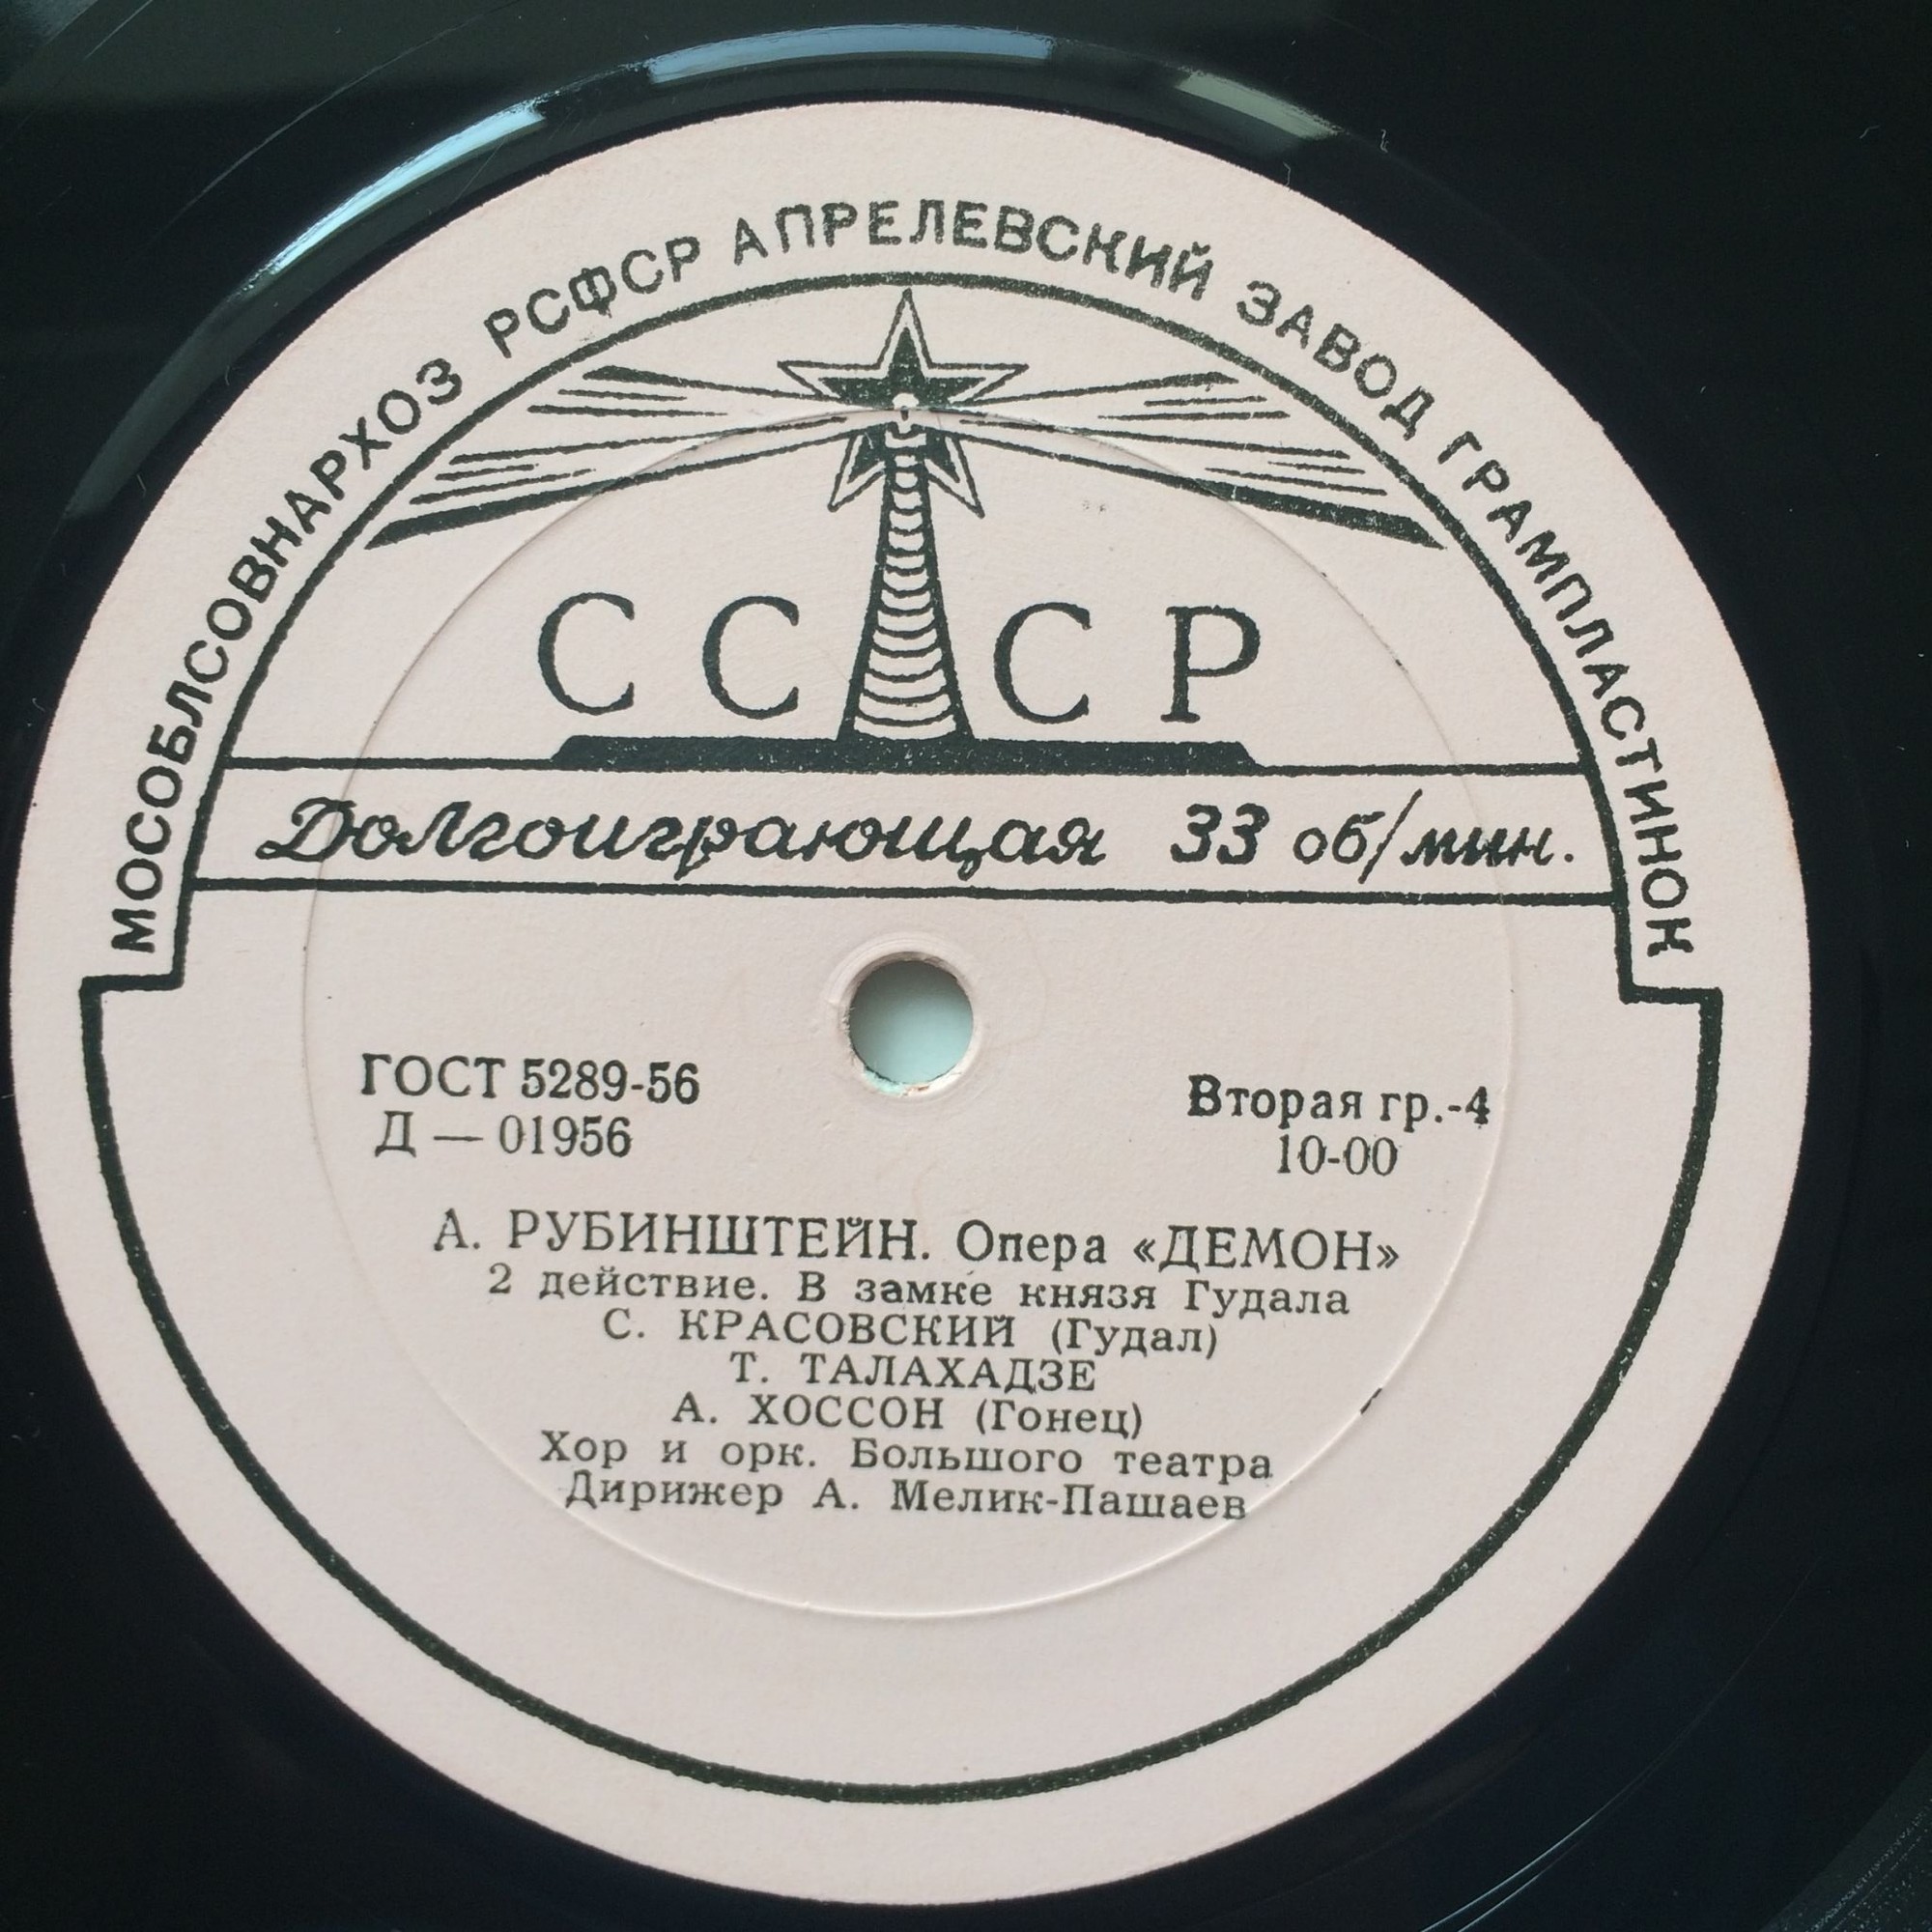 МОСОБЛСОВНАРХОЗ РСФСР АПРЕЛЕВСКИЙ ЗАВОД ГРАМПЛАСТИНОК
СССР
Долгоиграющая 33 об/мин.
ГОСТ 5289-56
Д — 01956
Вторая гр.-4
10-00
А. РУБИНШТЕЙН. Опера «ДЕМОН»
2 действие. В замке князя Гудала
С. КРАСОВСКИЙ (Гудал)
Т. ТАЛАХАДЗЕ
А. ХОССОН (Гонец)
Хор и орк. Большого театра
Дирижер А. Мелик-Пашаев